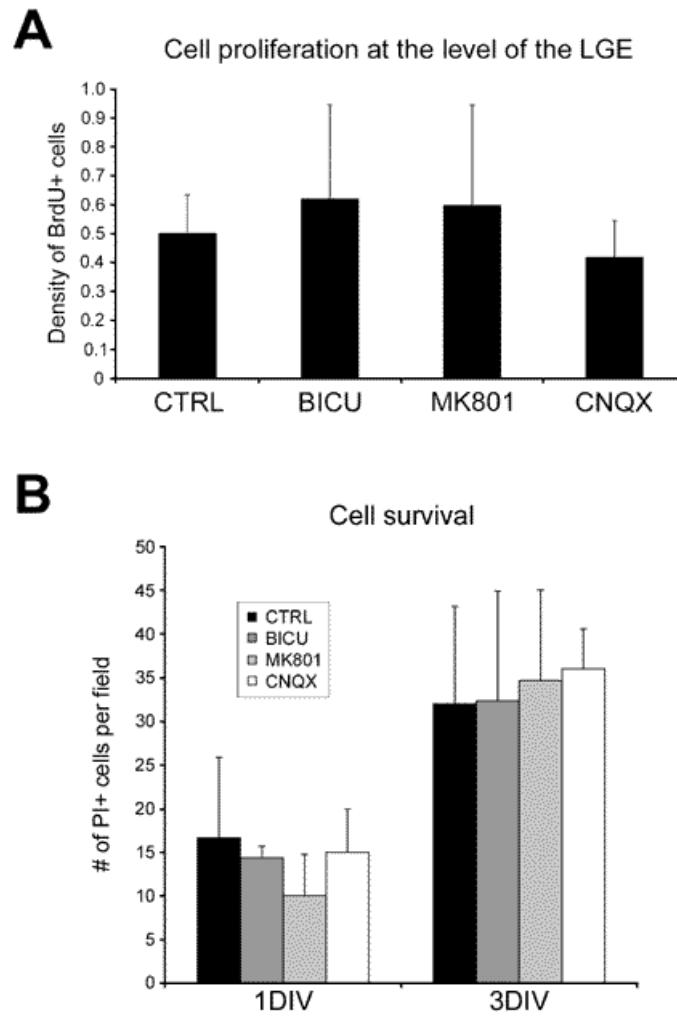 A
Cell proliferation at the level of the LGE
Density of BrdU+ cells
1.0
0.9
0.8
0.7
0.6
0.5
0.4
0.3
0.2
0.1
0
CTRL BICU MK801 CNQX
B
Cell survival
# of PI+ cells per field
50
45
40
35
30
25
20
15
10
5
0
CTRL
BICU
MK801
CNQX
1DIV 3DIV